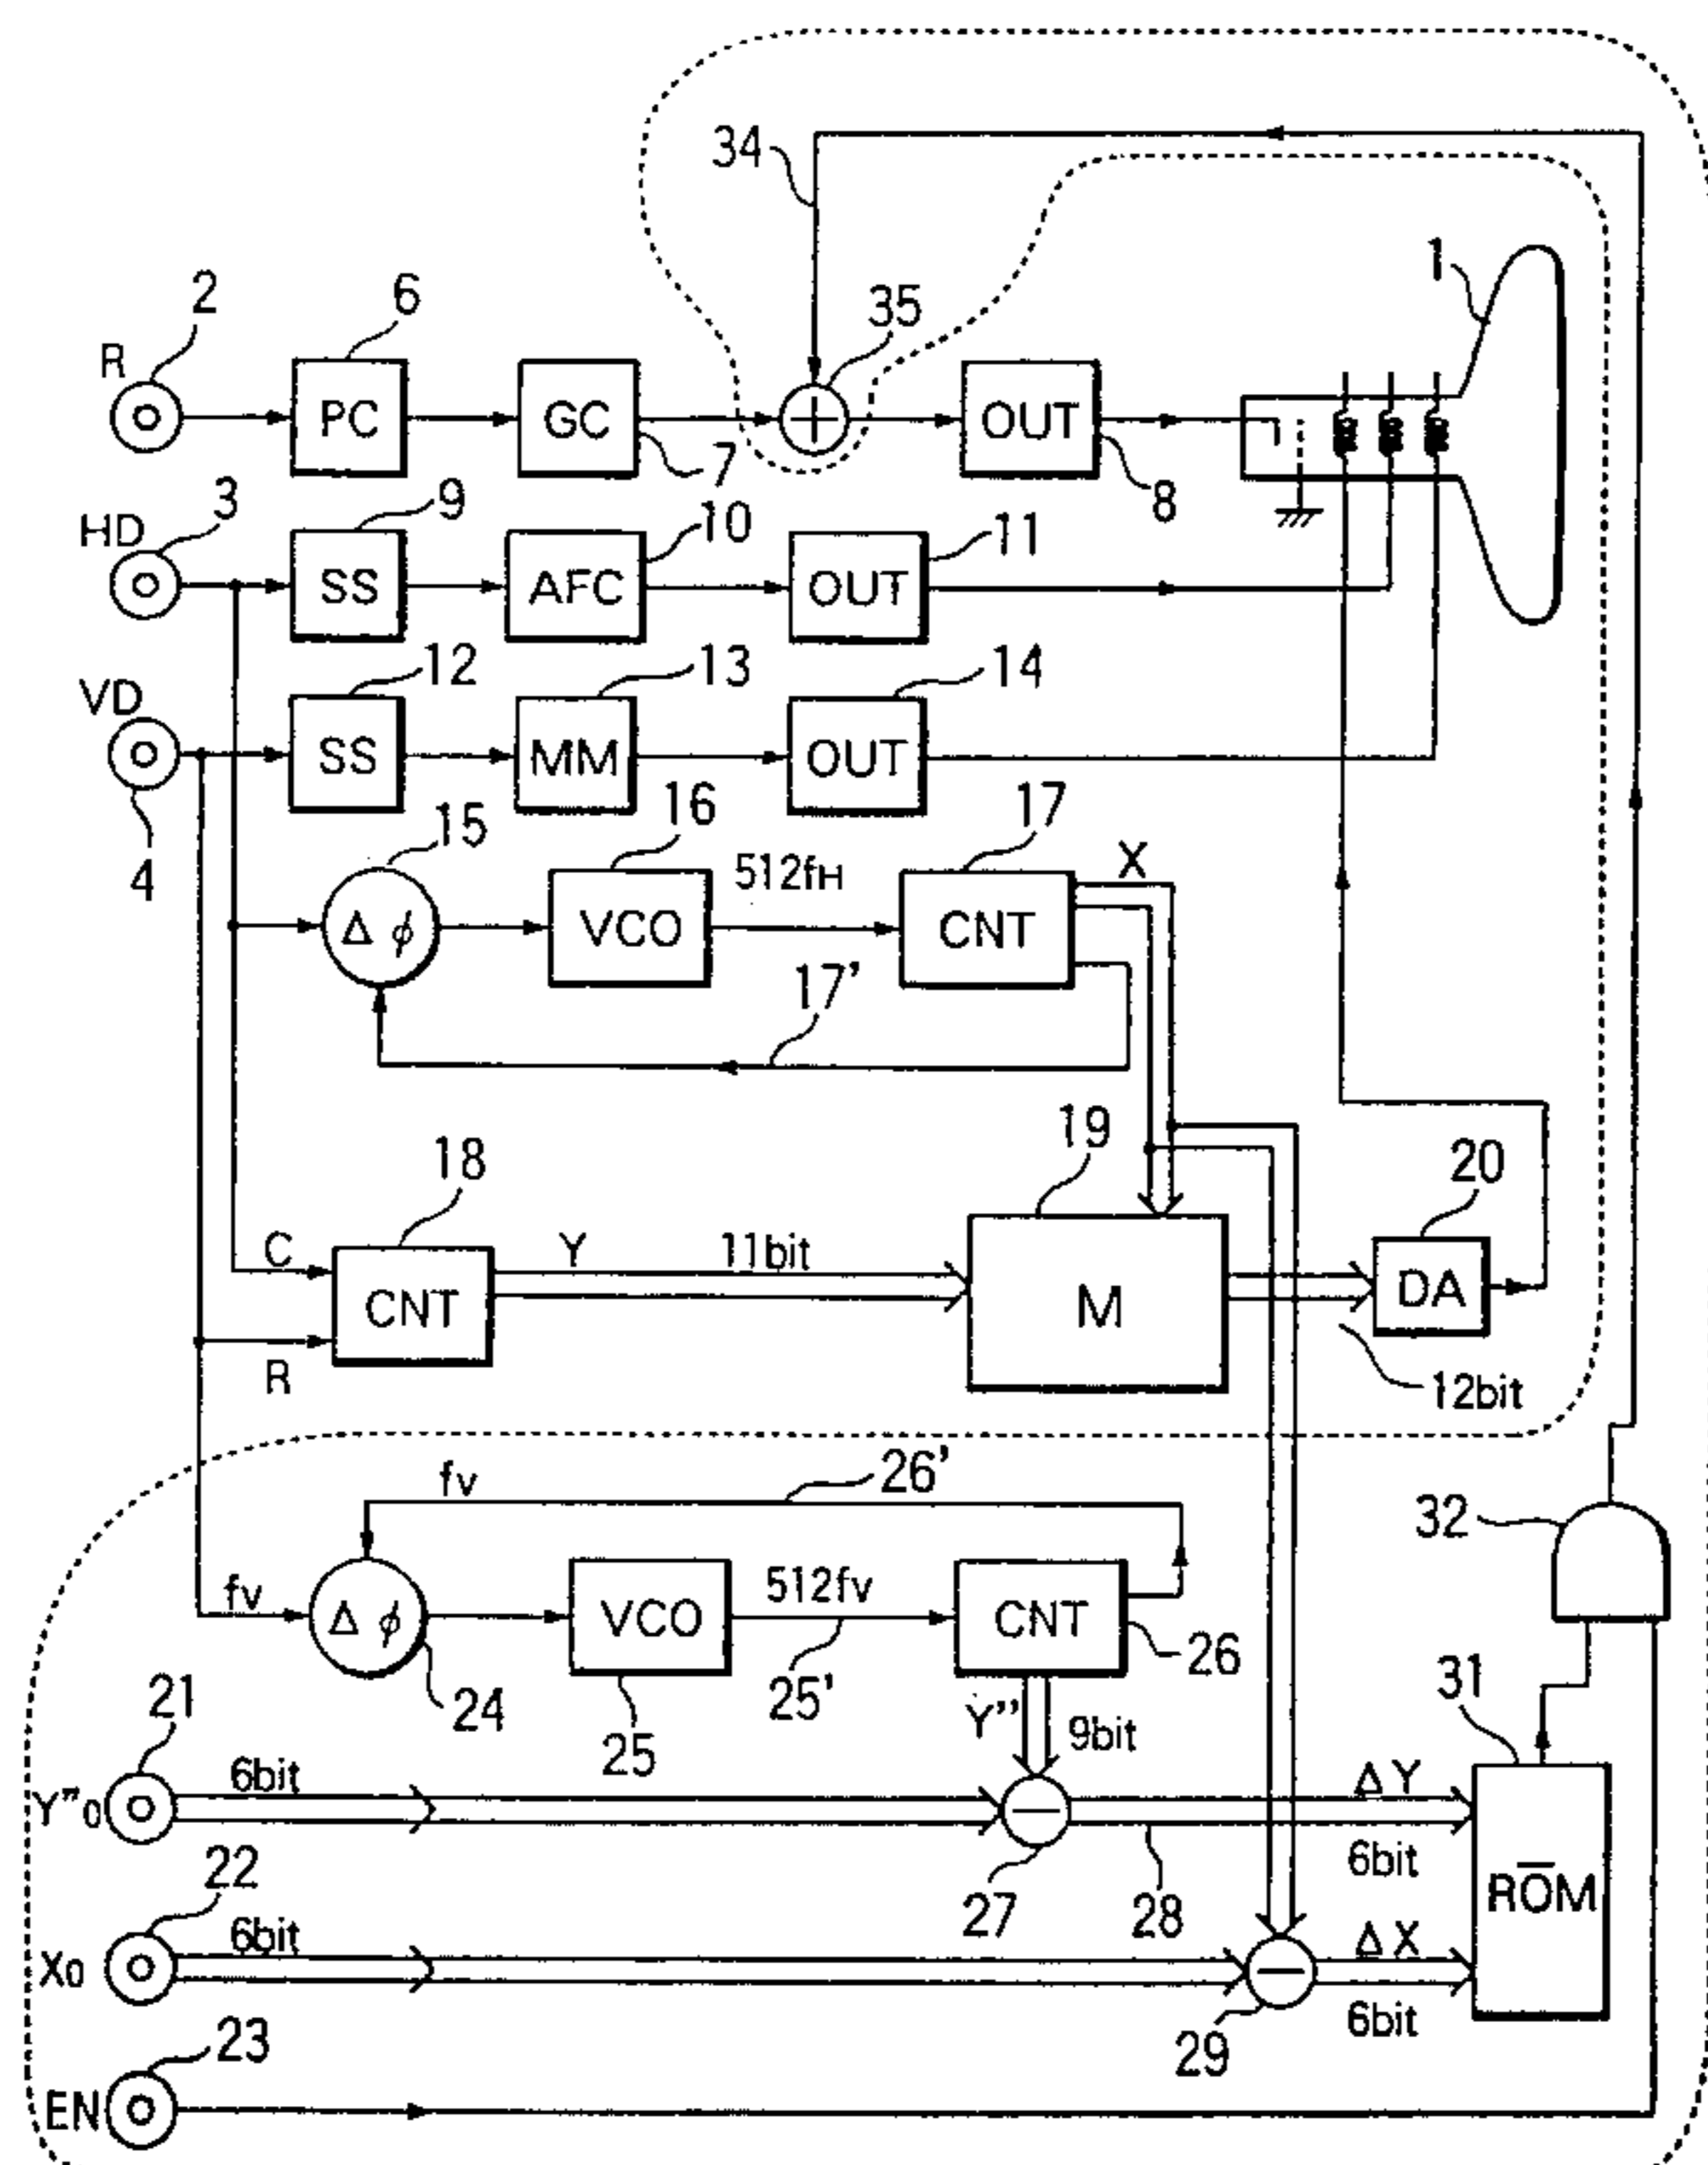 34
1
2
6
35
R
PC
GC
OUT
7
8
3
9
10
11
HD
SS
AFC
OUT
12
13
14
VD
SS
MM
OUT
4
15
16
17
512fH
X
Δ ϕ
VCO
CNT
17'
18
19
20
C
Y
11bit
CNT
M
DA
R
12bit
fv
26'
32
fv
Δ ϕ
VCO
512fv
CNT
24
25
25'
26
31
21
Y"
9bit
6bit
Y"0
ΔY
27
28
6bit
22
6bit
X0
ΔX
ROM
29
6bit
23
EN